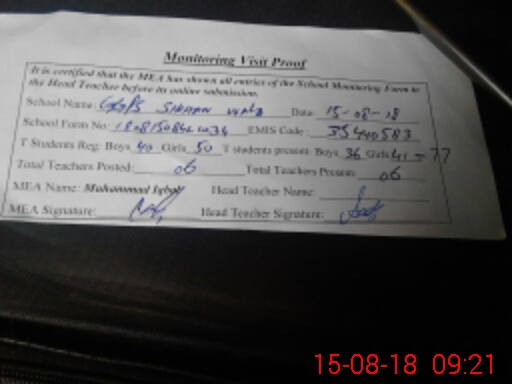 Monitoring Visit Proof
It is certified that the MEA has shown all entries of the School Monitoring Form to
the Head Teacher before its online submission.
School Name: GGPS Date 15-08-18
School Form No: EMIS Code: 35440583
T Students Reg: Boys 40 Girls 50 T students present: Boys 36 Girls 41 = 77
Total Teachers Posted: 06 Total Teachers Present: 06
MEA Name: Muhammad Iqbal Head Teacher Name:
MEA Signature: Head Teacher Signature:
15-08-18 09:21